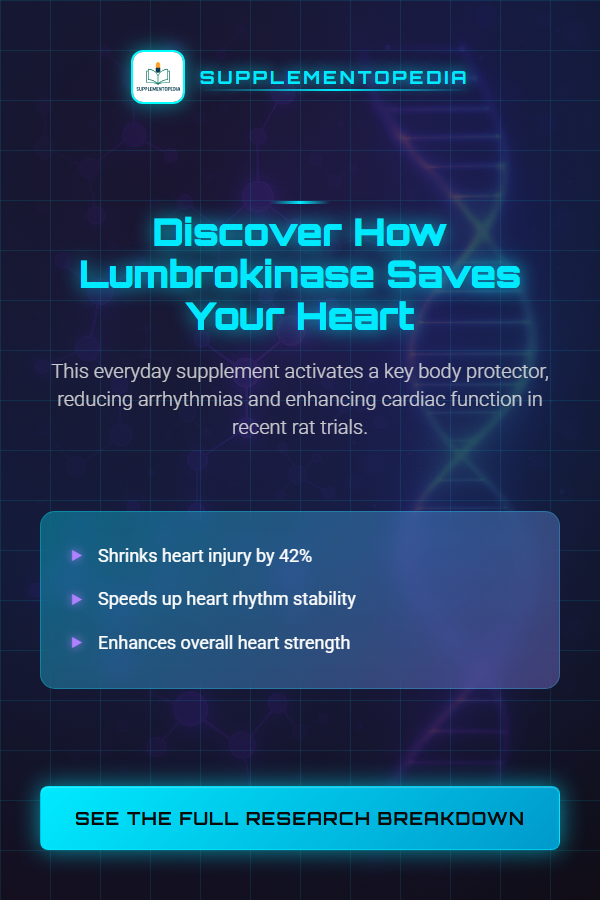 SUPPLEMENTOPEDIA
SUPPLEMENTOPEDIA
Discover How
Lumbrokinase Saves
Your Heart
This everyday supplement activates a key body protector,
reducing arrhythmias and enhancing cardiac function in
recent rat trials.
Shrinks heart injury by 42%
Speeds up heart rhythm stability
Enhances overall heart strength
SEE THE FULL RESEARCH BREAKDOWN